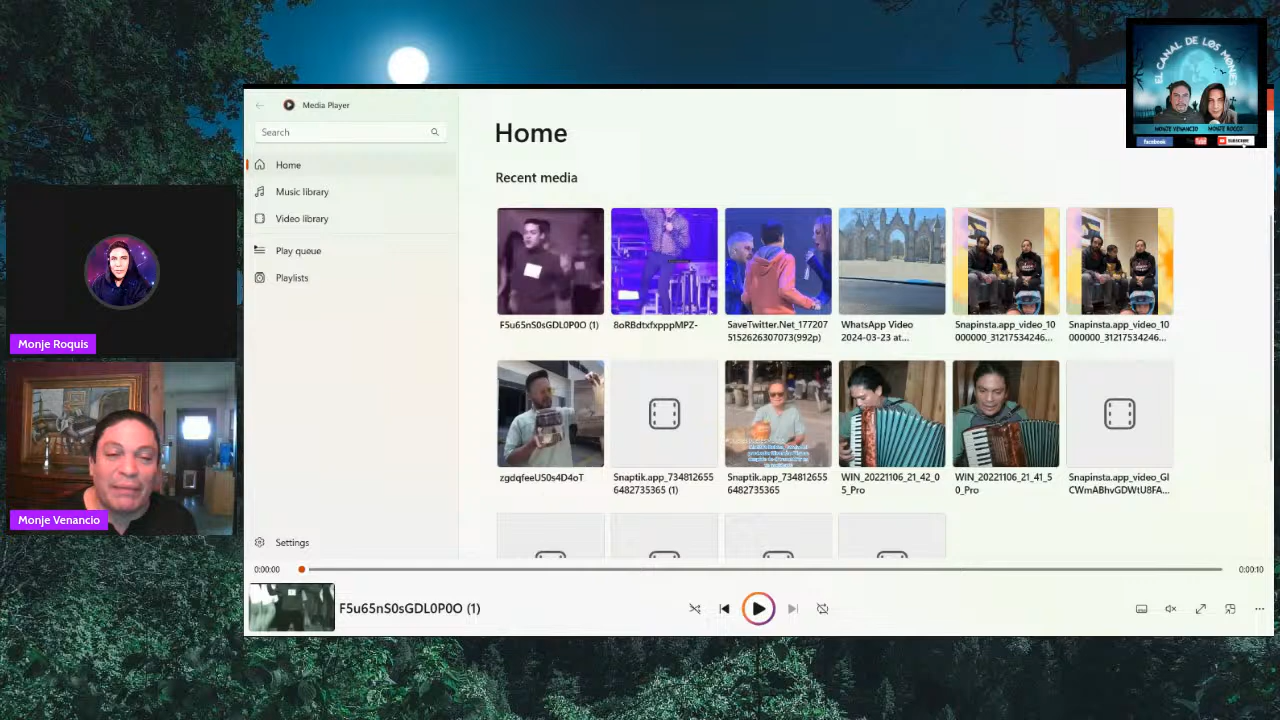 EL CANAL DE LOS MONJES
MONJE VENANCIO MONJE ROCCO
facebook
SUBSCRIBE
Media Player
Search
Home
Music library
Video library
Play queue
Playlists
Settings
Home
Recent media
F5u65nS0sGDL0P0O (1)
8oRBdtxfxpppMPZ-
SaveTwitter.Net_177207
5152626307073(992p)
WhatsApp Video
2024-03-23 at...
Snapinsta.app_video_10
000000_31217534246...
Snapinsta.app_video_10
000000_31217534246...
zgdqfeeU50s4D4oT
Snaptik.app_734812655
6482735365 (1)
Snaptik.app_734812655
6482735365
WIN_20221106_21_42_0
5_Pro
WIN_20221106_21_41_5
0_Pro
Snapinsta.app_video_GI
CWmABhvGDWtU8FA...
Monje Roquis
Monje Venancio
0:00:00
0:00:10
F5u65nS0sGDL0P0O (1)